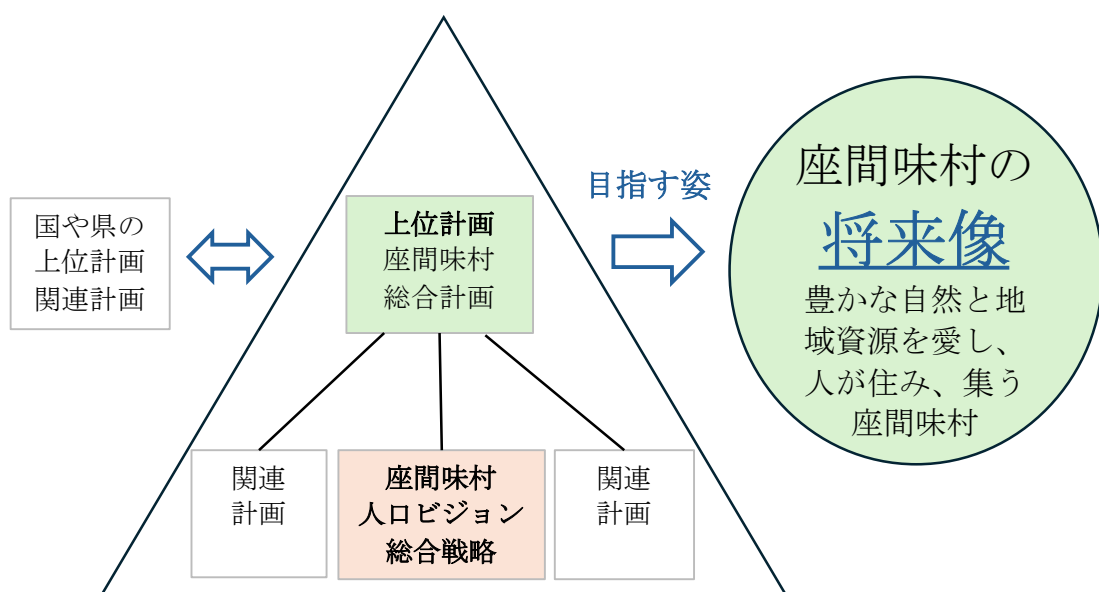 国や県の
上位計画
関連計画
上位計画
座間味村
総合計画
関連
計画
座間味村
人口ビジョン
総合戦略
関連
計画
目指す姿
座間味村の
将来像
豊かな自然と地
域資源を愛し、
人が住み、集う
座間味村